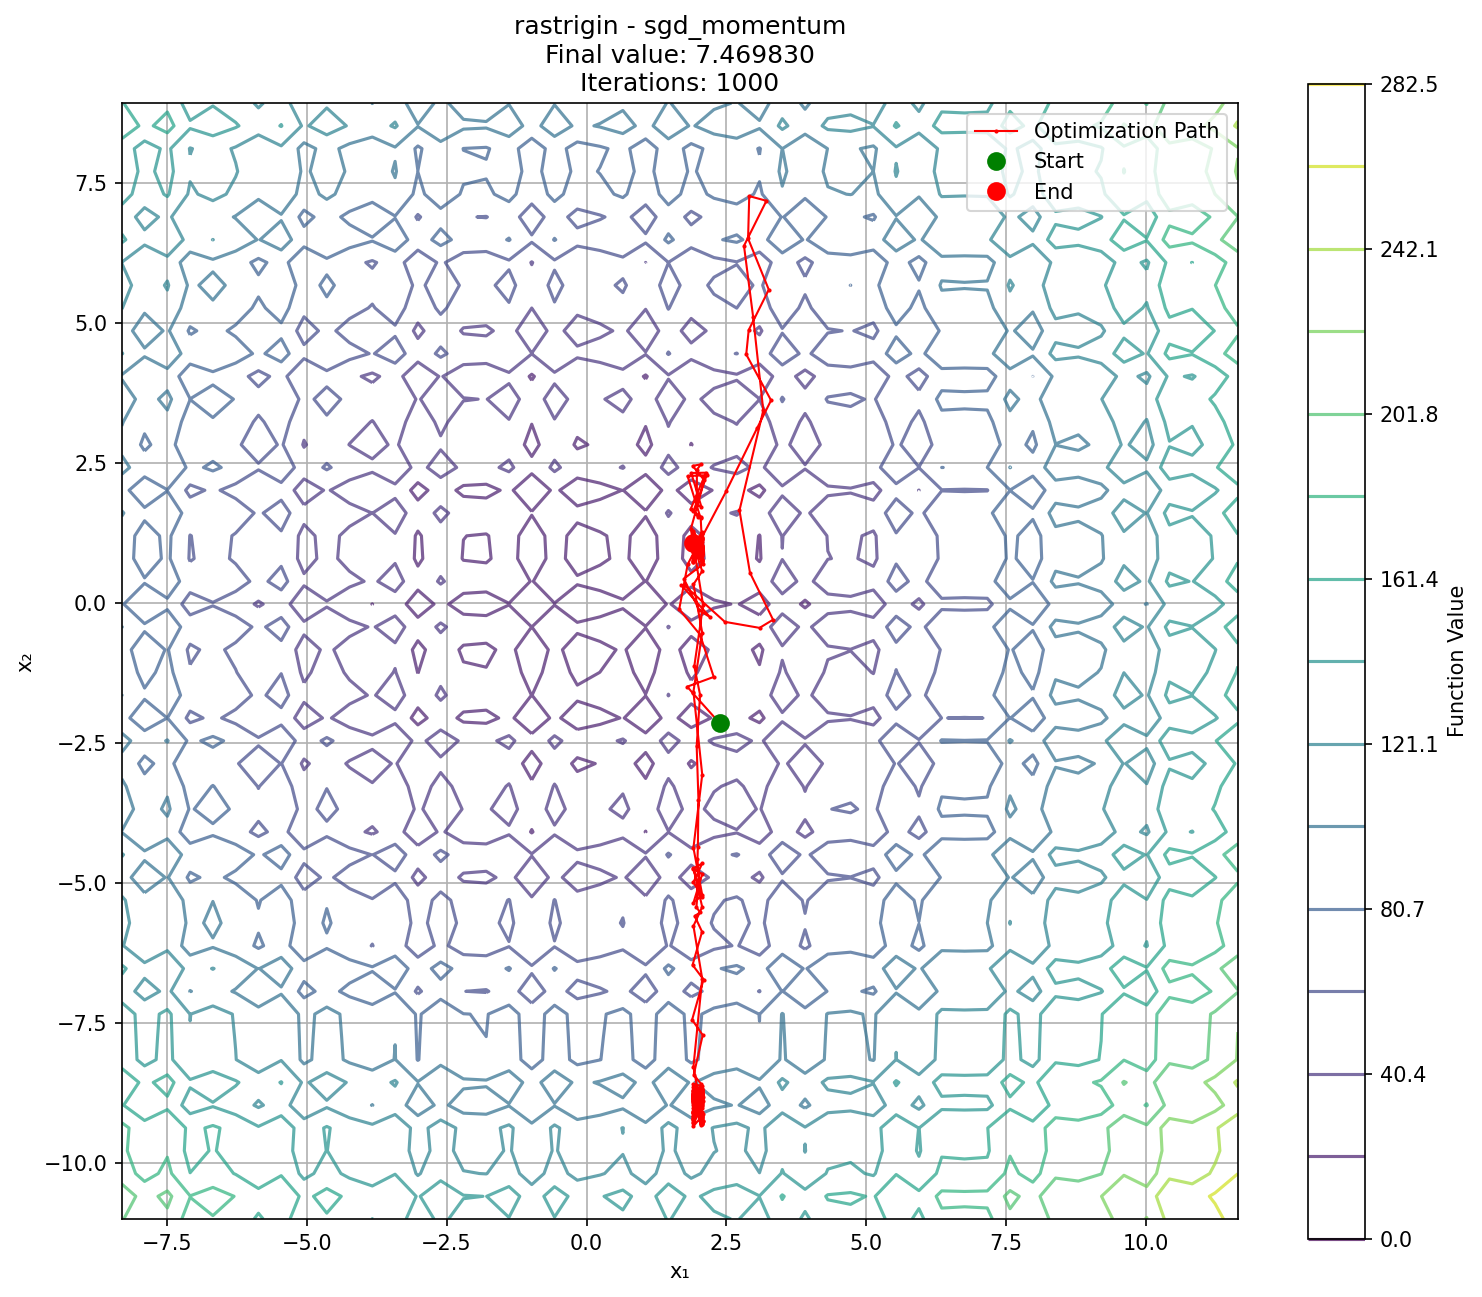 rastrigin - sgd_momentum
Final value: 7.469830
Iterations: 1000
Optimization Path
Start
End
7.5
5.0
2.5
0.0
−2.5
−5.0
−7.5
−10.0
x₂
−7.5
−5.0
−2.5
0.0
2.5
5.0
7.5
10.0
x₁
282.5
242.1
201.8
161.4
121.1
80.7
40.4
0.0
Function Value